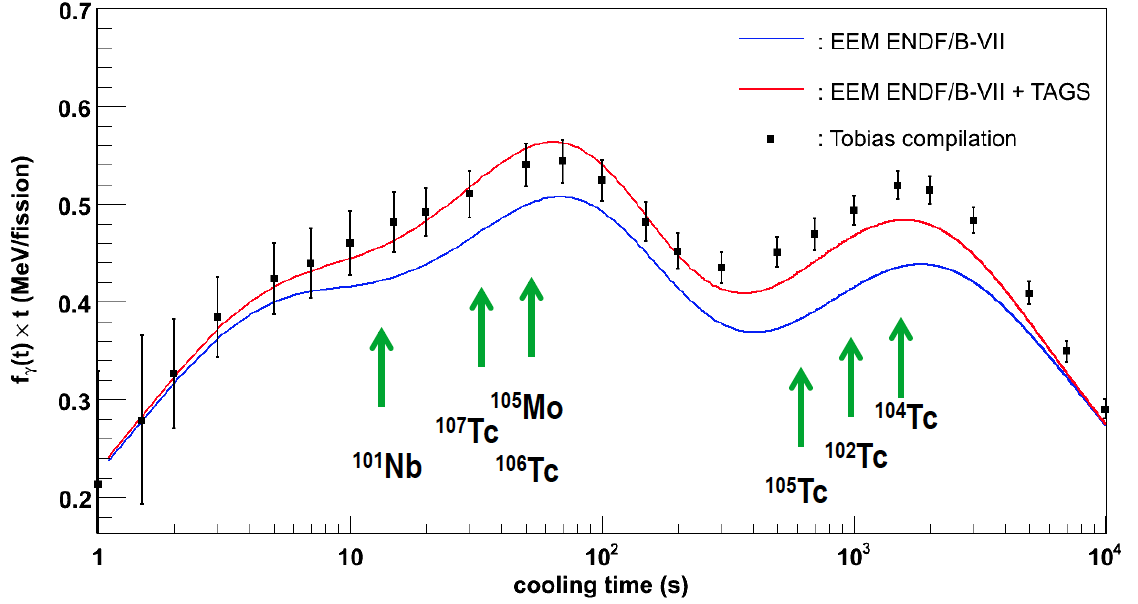 0.7
0.6
0.5
0.4
0.3
0.2
f_γ(t) × t (MeV/fission)
: EEM ENDF/B-VII
: EEM ENDF/B-VII + TAGS
: Tobias compilation
¹⁰¹Nb
¹⁰⁷Tc
¹⁰⁵Mo
¹⁰⁶Tc
¹⁰⁵Tc
¹⁰²Tc
¹⁰⁴Tc
1
10
10²
10³
10⁴
cooling time (s)